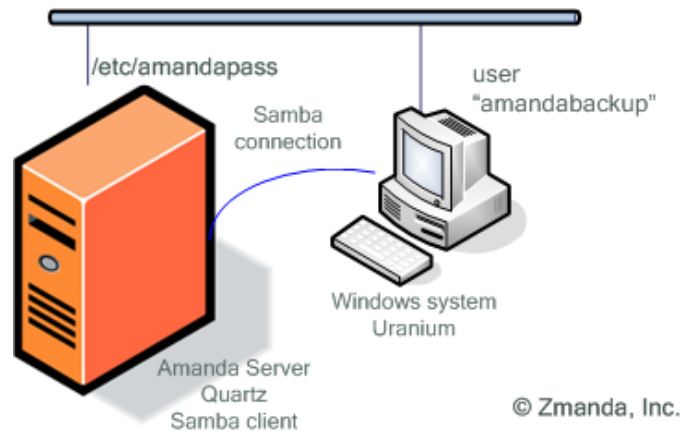 /etc/amandapass
user
“amandabackup”
Samba
connection
Windows system
Uranium
Amanda Server
Quartz
Samba client
© Zmanda, Inc.